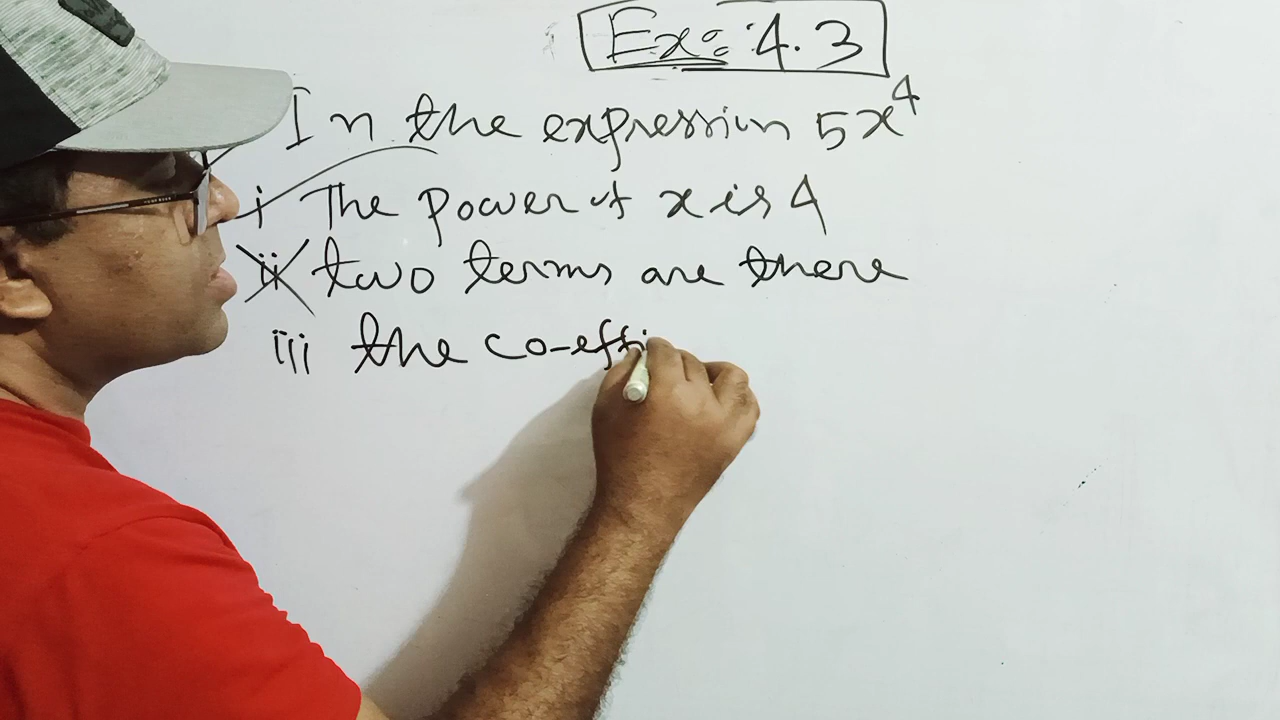 Ex: 4.3
In the expression 5x⁴
i The power of x is 4
ii two terms are there
iii the co-effi